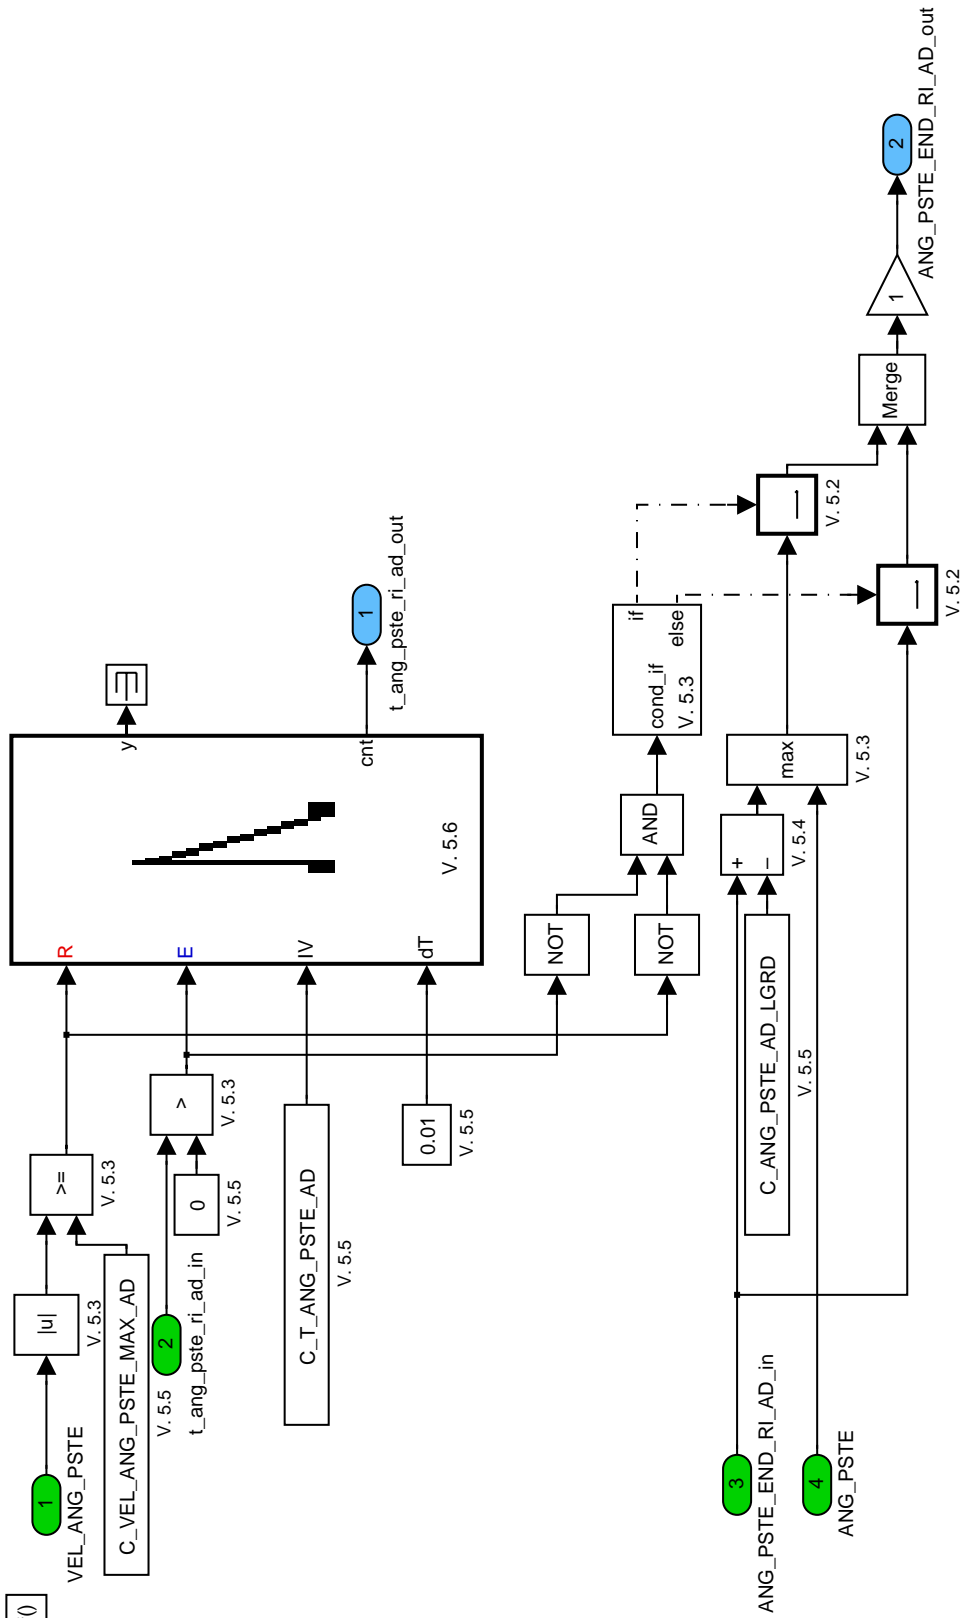 ()
1
VEL_ANG_PSTE
|u|
V. 5.3
C_VEL_ANG_PSTE_MAX_AD
V. 5.5
>=
V. 5.3
2
t_ang_pste_ri_ad_in
0
V. 5.5
>
V. 5.3
C_T_ANG_PSTE_AD
V. 5.5
0.01
V. 5.5
R
E
IV
dT
V. 5.6
y
cnt
1
t_ang_pste_ri_ad_out
NOT
NOT
AND
cond_if
V. 5.3
if
else
3
ANG_PSTE_END_RI_AD_in
4
ANG_PSTE
C_ANG_PSTE_AD_LGRD
V. 5.5
+
−
V. 5.4
max
V. 5.3
V. 5.2
V. 5.2
Merge
1
2
ANG_PSTE_END_RI_AD_out